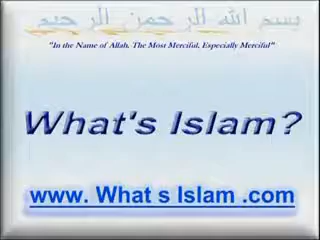 بسم الله الرحمن الرحيم
"In the Name of Allah, The Most Merciful, Especially Merciful"
What's Islam?
www. What s Islam .com